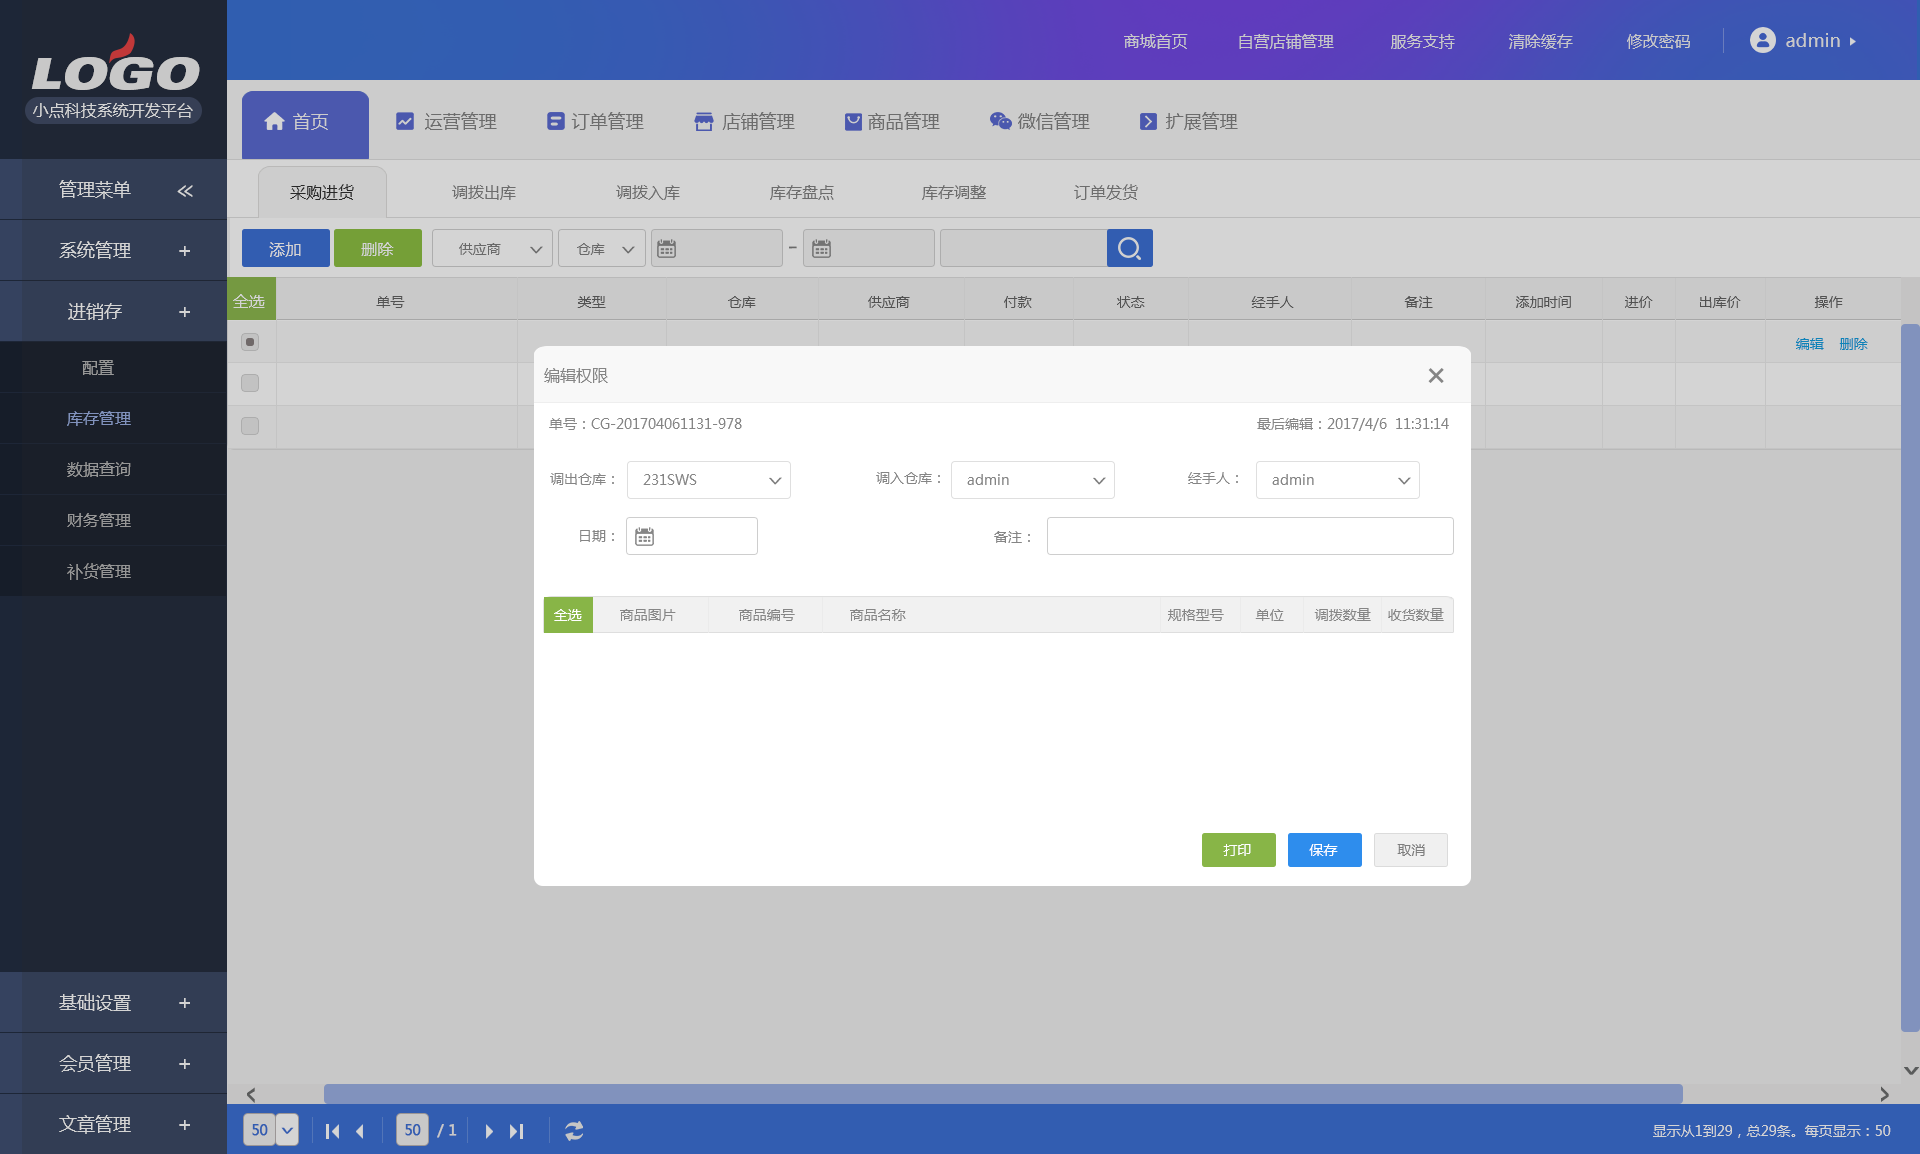 LOGO
小点科技系统开发平台
商城首页 自营店铺管理 服务支持 清除缓存 修改密码 admin
首页 运营管理 订单管理 店铺管理 商品管理 微信管理 扩展管理
管理菜单
系统管理 +
进销存 +
配置
库存管理
数据查询
财务管理
补货管理
基础设置 +
会员管理 +
文章管理 +
采购进货 调拨出库 调拨入库 库存盘点 库存调整 订单发货
添加 删除 供应商 仓库 -
全选 单号 类型 仓库 供应商 付款 状态 经手人 备注 添加时间 进价 出库价 操作
编辑 删除
编辑权限
单号：CG-201704061131-978 最后编辑：2017/4/6 11:31:14
调出仓库： 231SWS 调入仓库： admin 经手人： admin
日期： 备注：
全选 商品图片 商品编号 商品名称 规格型号 单位 调拨数量 收货数量
打印 保存 取消
50 50 / 1 显示从1到29，总29条。每页显示：50